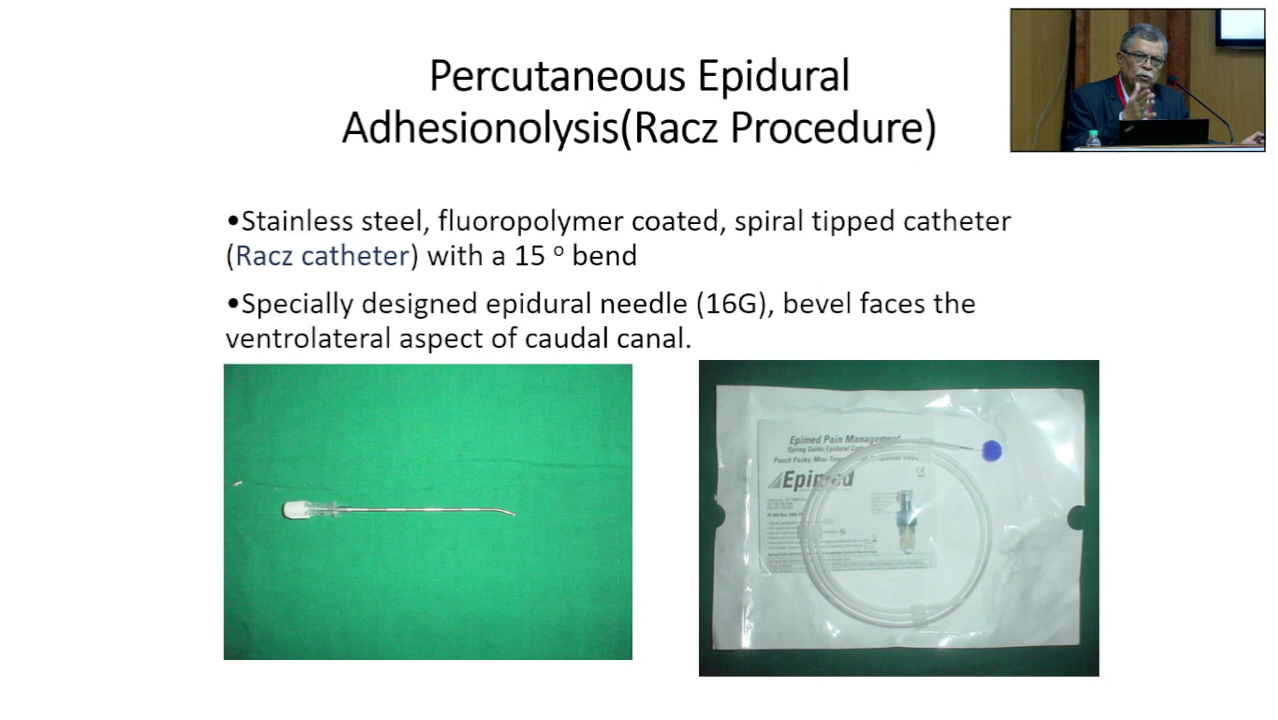 Percutaneous Epidural
Adhesionolysis(Racz Procedure)
•Stainless steel, fluoropolymer coated, spiral tipped catheter
(Racz catheter) with a 15 º bend
•Specially designed epidural needle (16G), bevel faces the
ventrolateral aspect of caudal canal.
Epimed Pain Management
Spring Guide Epidural
Epimed